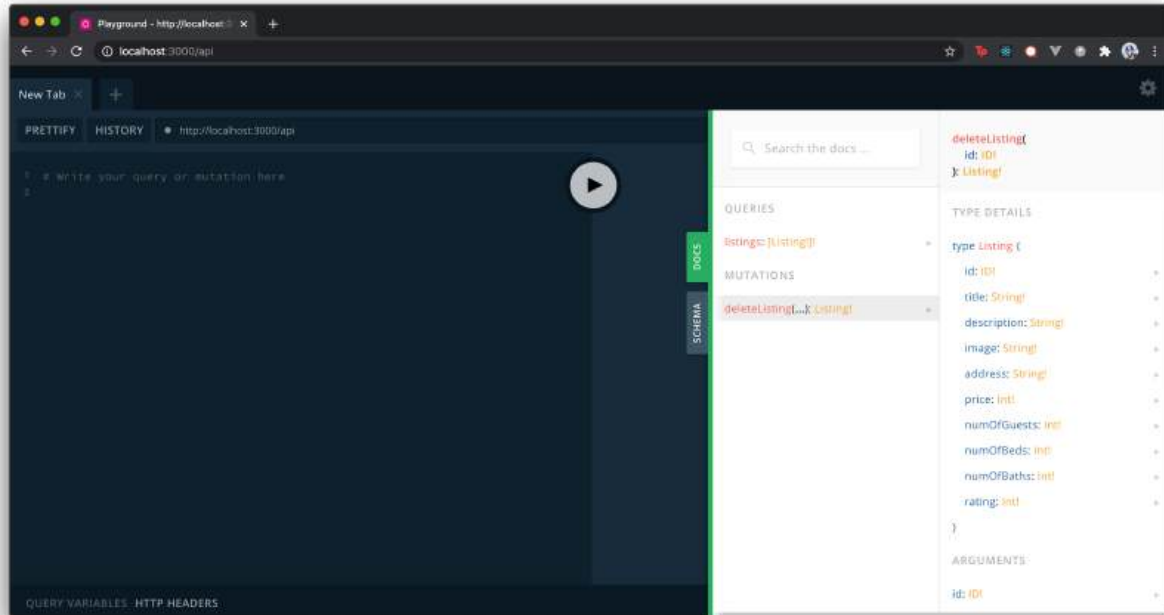 Playground - http://localhost:3
localhost:3000/api
New Tab
PRETTIFY HISTORY http://localhost:3000/api
1 # Write your query or mutation here
2
DOCS
SCHEMA
Search the docs ...
QUERIES
listings: [Listing!]!
MUTATIONS
deleteListing(...): Listing!
deleteListing(
id: ID!
): Listing!
TYPE DETAILS
type Listing {
id: ID!
title: String!
description: String!
image: String!
address: String!
price: Int!
numOfGuests: Int!
numOfBeds: Int!
numOfBaths: Int!
rating: Int!
}
ARGUMENTS
id: ID!
QUERY VARIABLES HTTP HEADERS